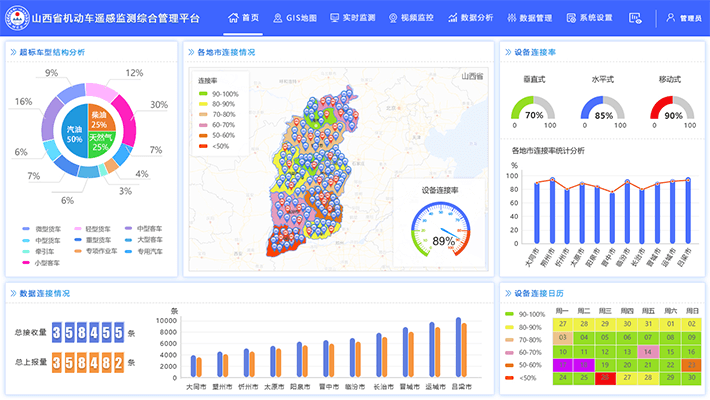 山西省机动车遥感监测综合管理平台
首页
GIS地图
实时监测
视频监控
数据分析
数据管理
系统设置
管理员
超标车型结构分析
9%
12%
16%
30%
6%
7%
7%
4%
6%
3%
汽油
50%
柴油
25%
天然气
25%
微型货车
轻型货车
中型客车
中型货车
重型货车
大型客车
牵引车
专项作业车
专用汽车
小型客车
各地市连接情况
连接率
90-100%
80-90%
70-80%
60-70%
50-60%
<50%
山西省
设备连接率
89%
设备连接率
垂直式
水平式
移动式
70%
85%
90%
0 100
0 100
0 100
各地市连接率统计分析
%
100
80
60
40
20
0
大同市
朔州市
忻州市
太原市
阳泉市
晋中市
临汾市
长治市
晋城市
运城市
吕梁市
数据连接情况
总接收量 358455 条
总上报量 358482 条
条
10000
8000
6000
4000
2000
0
大同市
塑州市
忻州市
太原市
阳泉市
晋中市
临汾市
长治市
晋城市
运城市
吕梁市
设备连接日历
90-100%
80-90%
70-80%
60-70%
50-60%
<50%
周一 周二 周三 周四 周五 周六 周日
27 28 29 30 31 01 02
03 04 05 06 07 08 09
10 11 12 13 14 15 16
19 20 21 22 23
24 25 26 27 28 29 30